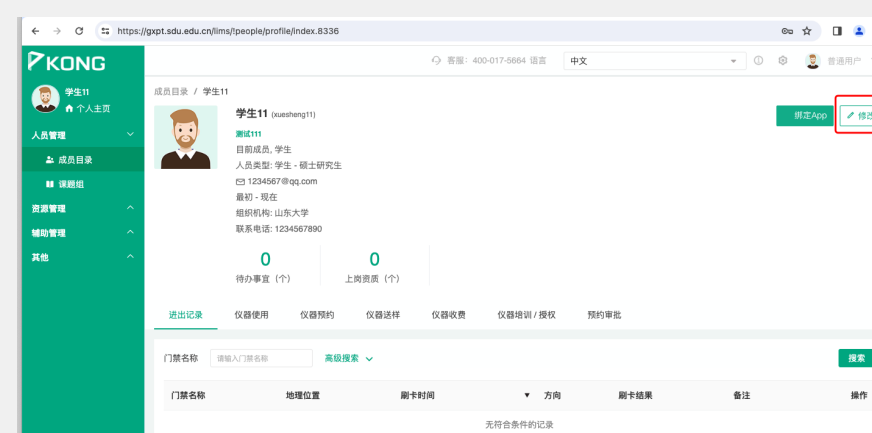 https://gxpt.sdu.edu.cn/lims/!people/profile/index.8336
KONG
客服: 400-017-5664 语言 中文 普通用户
学生11
个人主页
成员目录 / 学生11
学生11 (xuesheng11)
绑定App
修改
测试111
目前成员, 学生
人员类型: 学生 - 硕士研究生
1234567@qq.com
最初 - 现在
组织机构: 山东大学
联系电话: 1234567890
人员管理
成员目录
课题组
资源管理
辅助管理
其他
0 0
待办事宜（个） 上岗资质（个）
进出记录 仪器使用 仪器预约 仪器送样 仪器收费 仪器培训 / 授权 预约审批
门禁名称 请输入门禁名称 高级搜索 搜索
门禁名称 地理位置 刷卡时间 方向 刷卡结果 备注 操作
无符合条件的记录